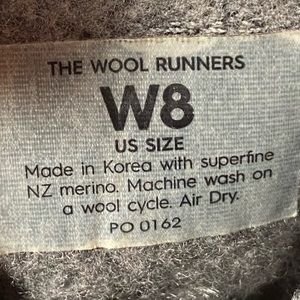 THE WOOL RUNNERS
W8
US SIZE
Made in Korea with superfine
NZ merino. Machine wash on
a wool cycle. Air Dry.
PO 0162